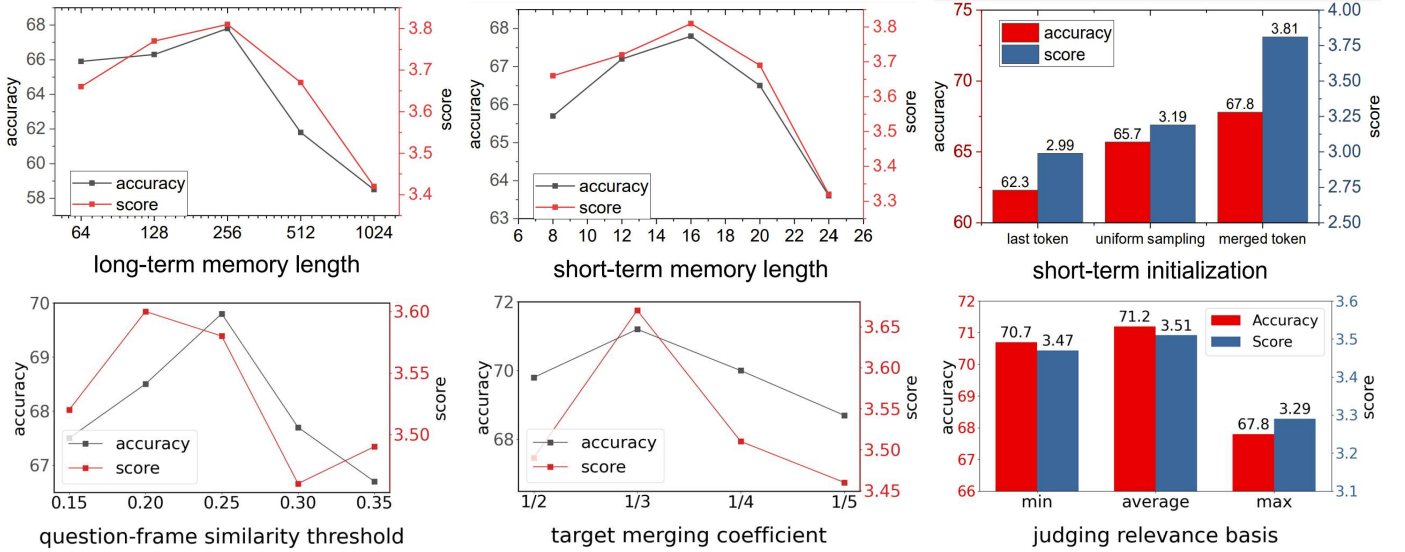 68
66
64
62
60
58
accuracy
3.8
3.7
3.6
3.5
3.4
score
accuracy
score
64 128 256 512 1024
long-term memory length
68
67
66
65
64
63
accuracy
3.8
3.7
3.6
3.5
3.4
3.3
score
accuracy
score
6 8 10 12 14 16 18 20 22 24 26
short-term memory length
75
70
65
60
accuracy
4.00
3.75
3.50
3.25
3.00
2.75
2.50
score
accuracy
score
62.3 2.99 65.7 3.19 67.8 3.81
last token uniform sampling merged token
short-term initialization
70
69
68
67
accuracy
3.60
3.55
3.50
score
accuracy
score
0.15 0.20 0.25 0.30 0.35
question-frame similarity threshold
72
70
68
accuracy
3.65
3.60
3.55
3.50
3.45
score
accuracy
score
1/2 1/3 1/4 1/5
target merging coefficient
72
71
70
69
68
67
66
accuracy
3.6
3.5
3.4
3.3
3.2
3.1
score
Accuracy
Score
70.7 3.47 71.2 3.51 67.8 3.29
min average max
judging relevance basis